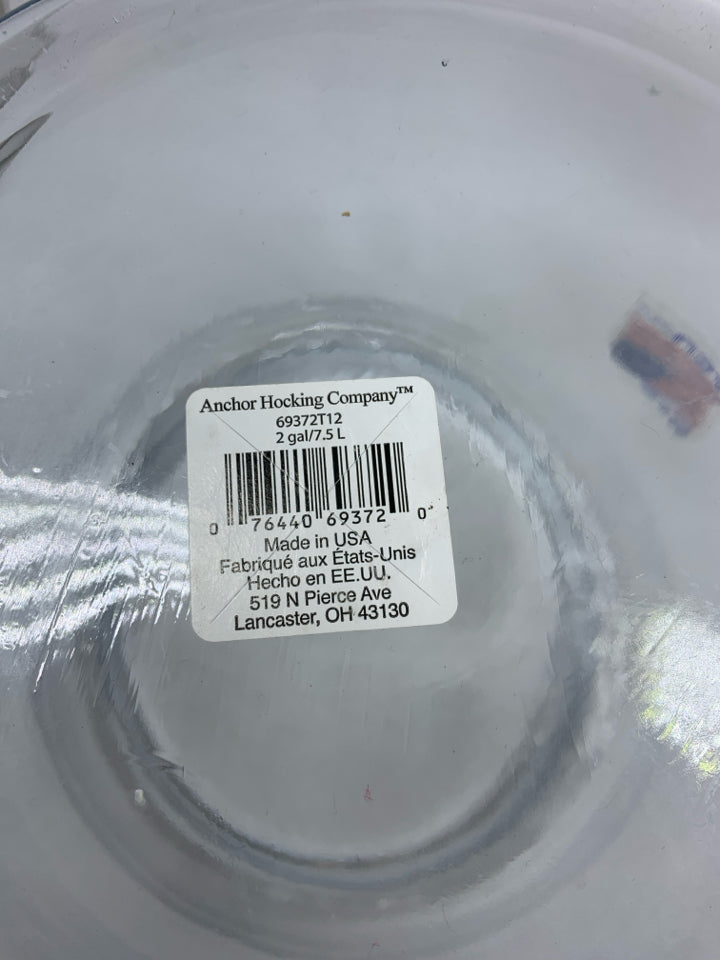 Anchor Hocking Company™
69372T12
2 gal/7.5 L
0 76440 69372 0
Made in USA
Fabriqué aux États-Unis
Hecho en EE.UU.
519 N Pierce Ave
Lancaster, OH 43130